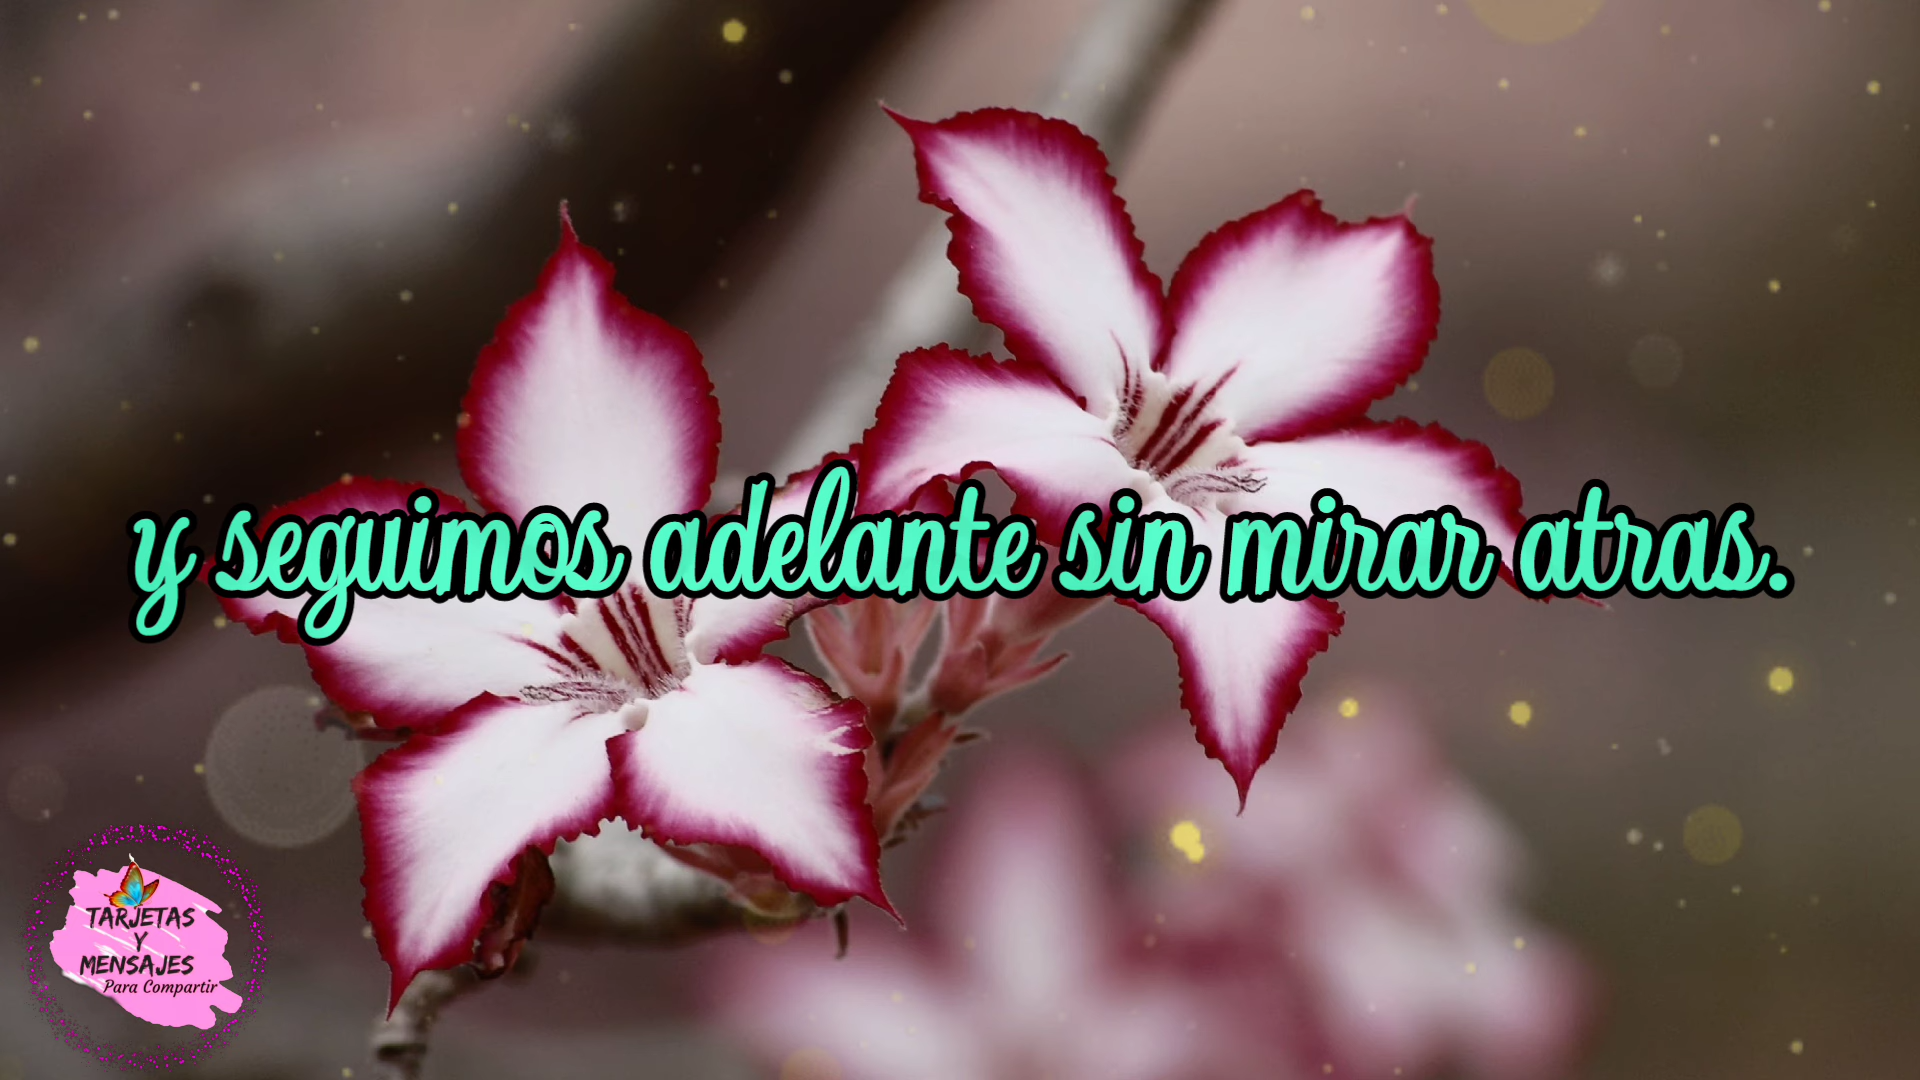 y seguimos adelante sin mirar atras.
TARJETAS
Y
MENSAJES
Para Compartir